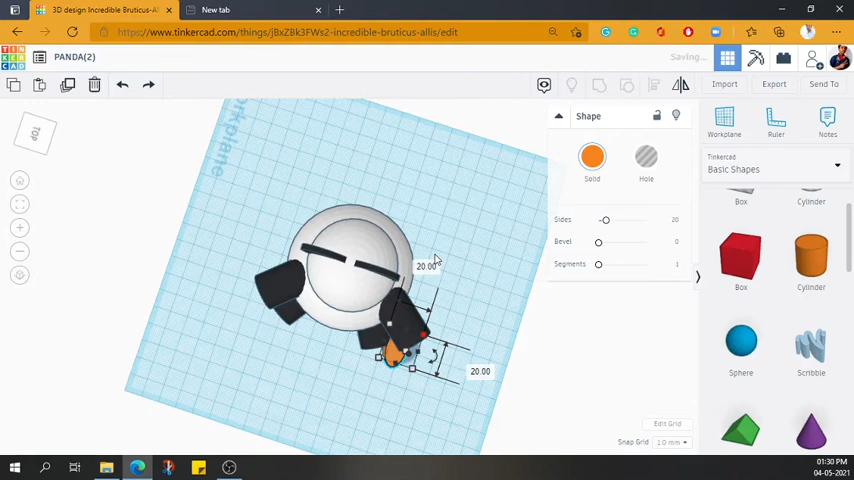 3D design Incredible Bruticus-All
New tab
https://www.tinkercad.com/things/jBxZbk3FWs2-incredible-bruticus-allis/edit
TIN
KER
CAD
PANDA(2)
Saving...
Import
Export
Send To
TOP
Workplane
Shape
Solid
Hole
Sides
20
Bevel
0
Segments
1
Workplane
Ruler
Notes
Tinkercad
Basic Shapes
Box
Cylinder
Box
Cylinder
Sphere
Scribble
20.00
20.00
Edit Grid
Snap Grid
1.0 mm
01:30 PM
04-05-2021